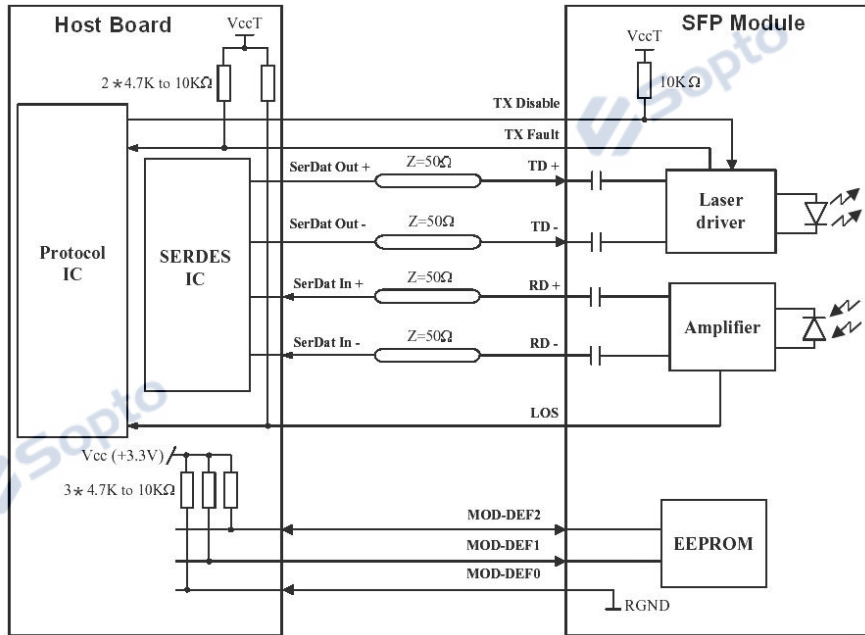 Host Board
SFP Module
VccT
VccT
2*4.7K to 10KΩ
10KΩ
TX Disable
TX Fault
SerDat Out +
Z=50Ω
TD +
Laser
driver
SerDat Out -
Z=50Ω
TD -
Protocol
IC
SERDES
IC
SerDat In +
Z=50Ω
RD +
Amplifier
SerDat In -
Z=50Ω
RD -
LOS
Vcc (+3.3V)
3*4.7K to 10KΩ
MOD-DEF2
MOD-DEF1
EEPROM
MOD-DEF0
RGND
Sopto
Sopto